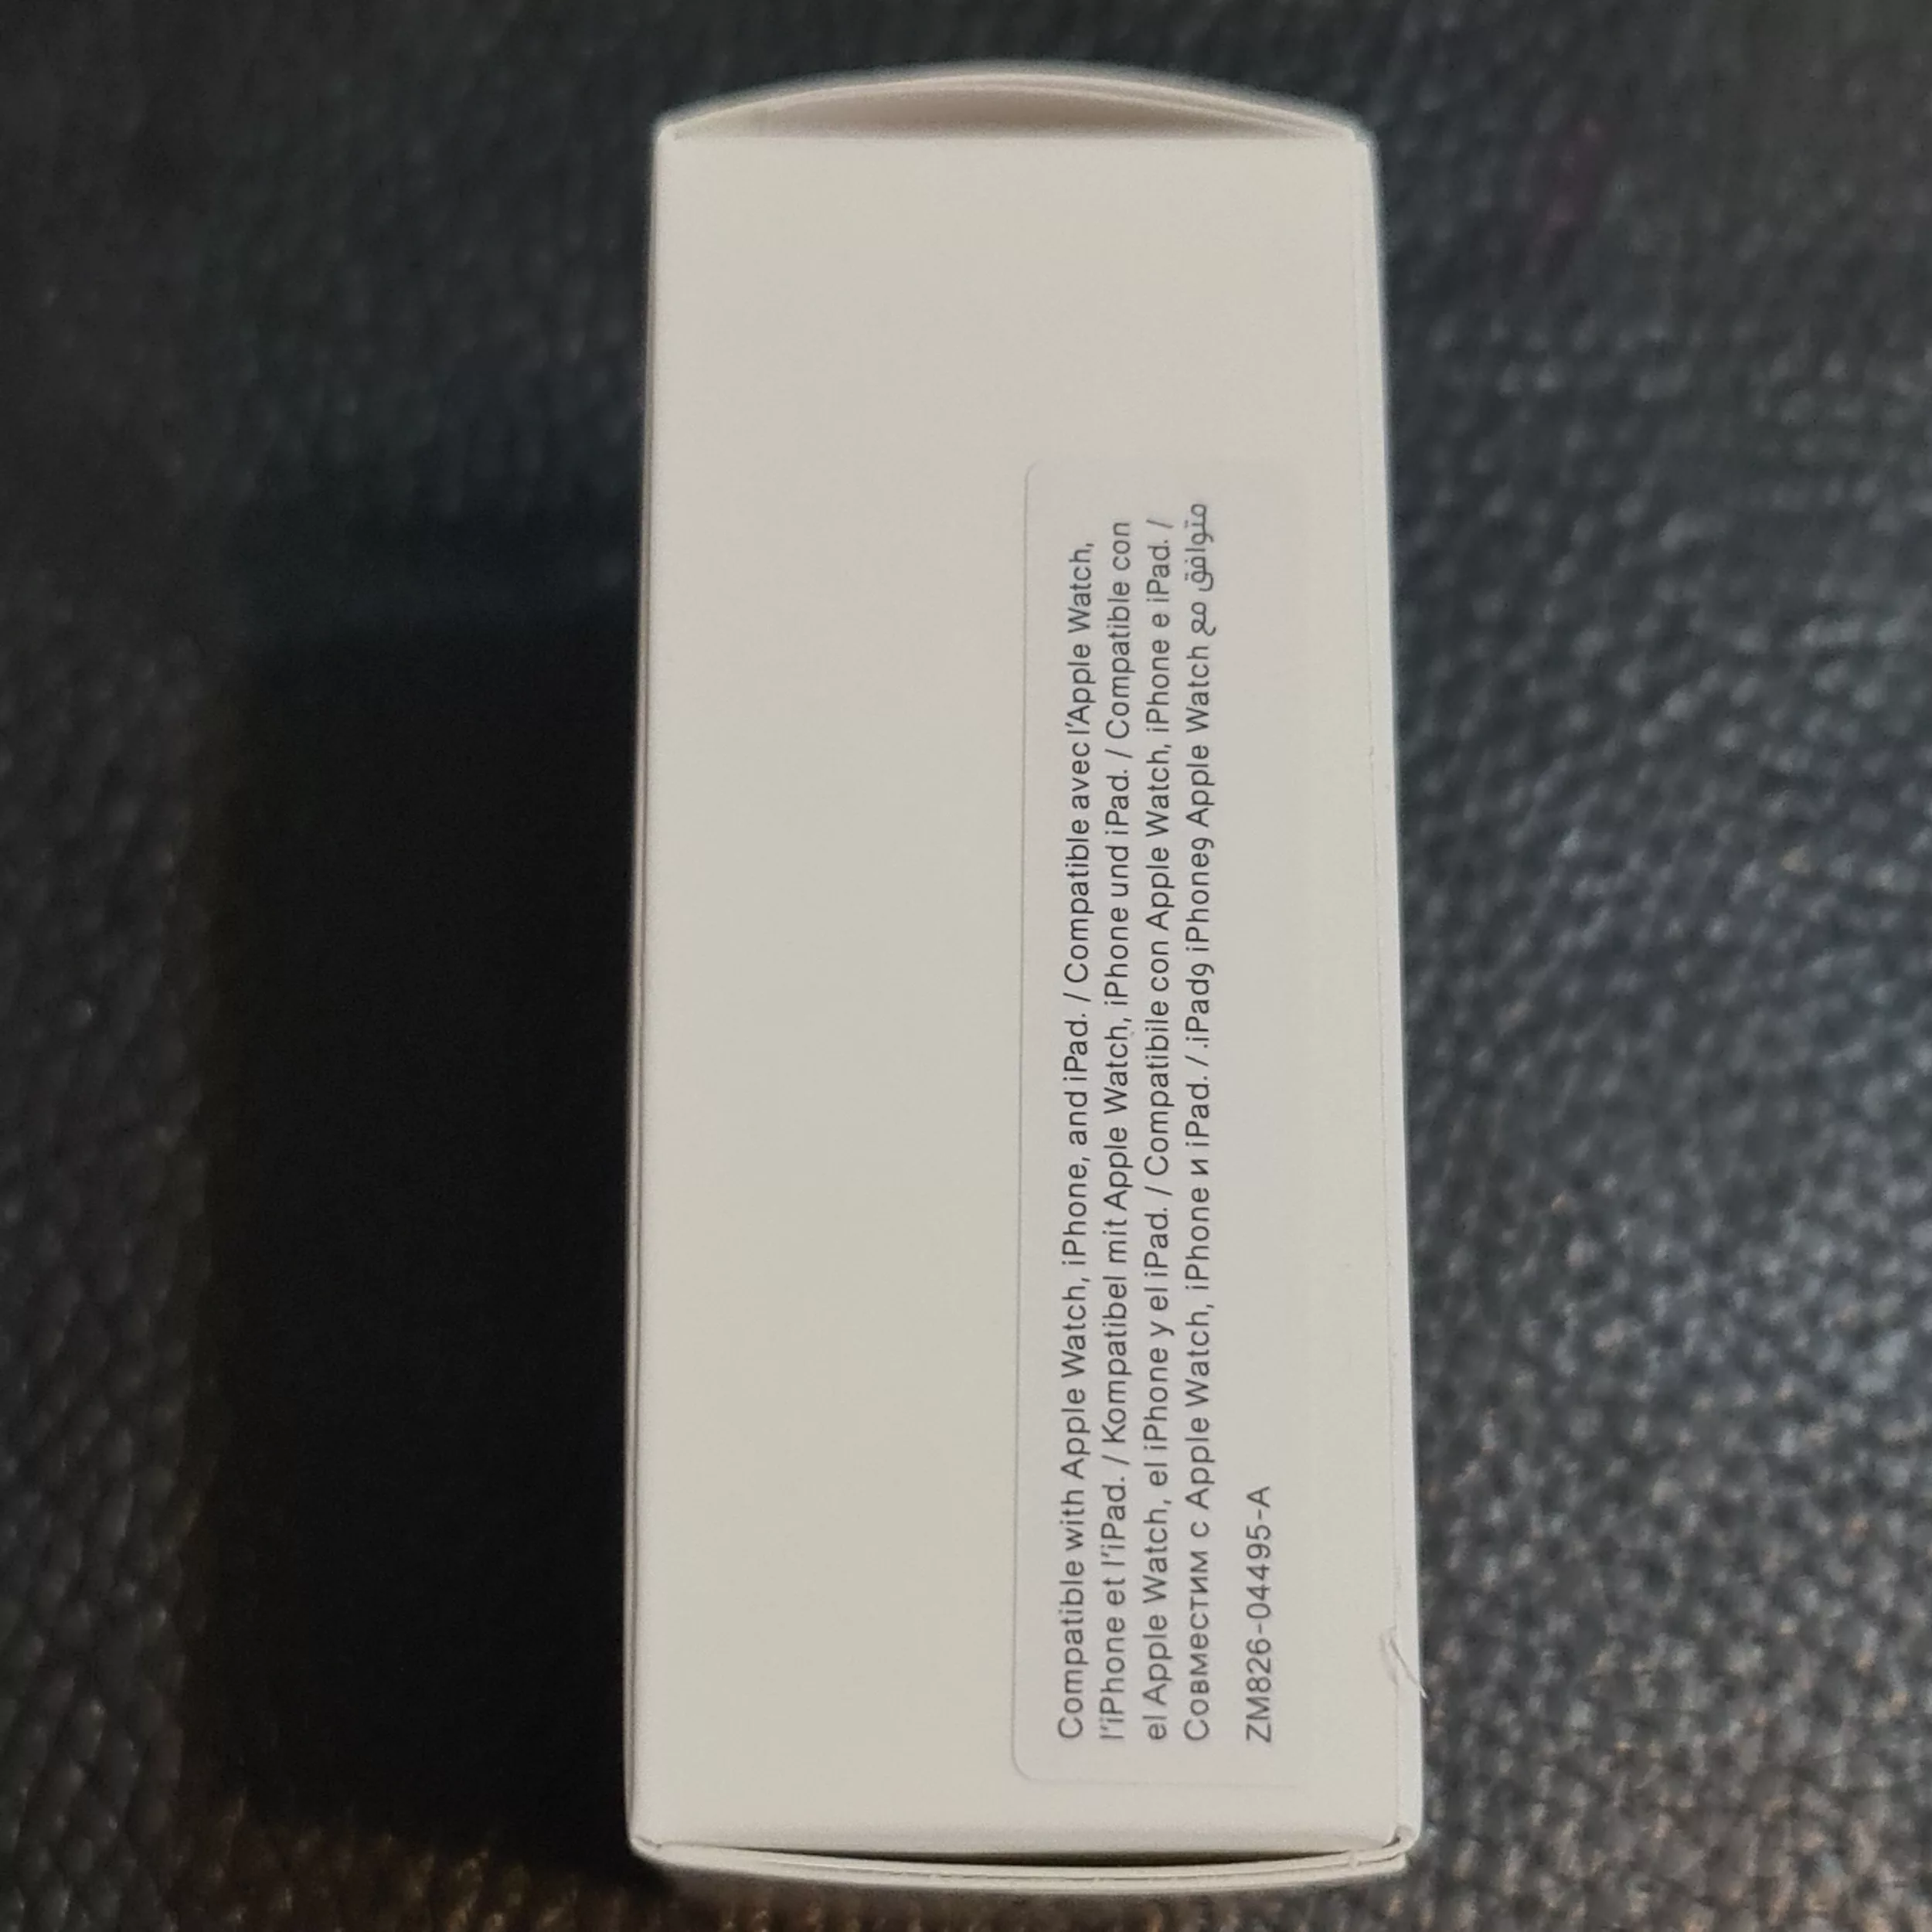 Compatible with Apple Watch, iPhone, and iPad. / Compatible avec l'Apple Watch,
l'iPhone et l'iPad. / Kompatibel mit Apple Watch, iPhone und iPad. / Compatible con
el Apple Watch, el iPhone y el iPad. / Compatibile con Apple Watch, iPhone e iPad. /
Совместим с Apple Watch, iPhone и iPad. / متوافق مع Apple Watch وiPhone وiPad.
ZM826-04495-A